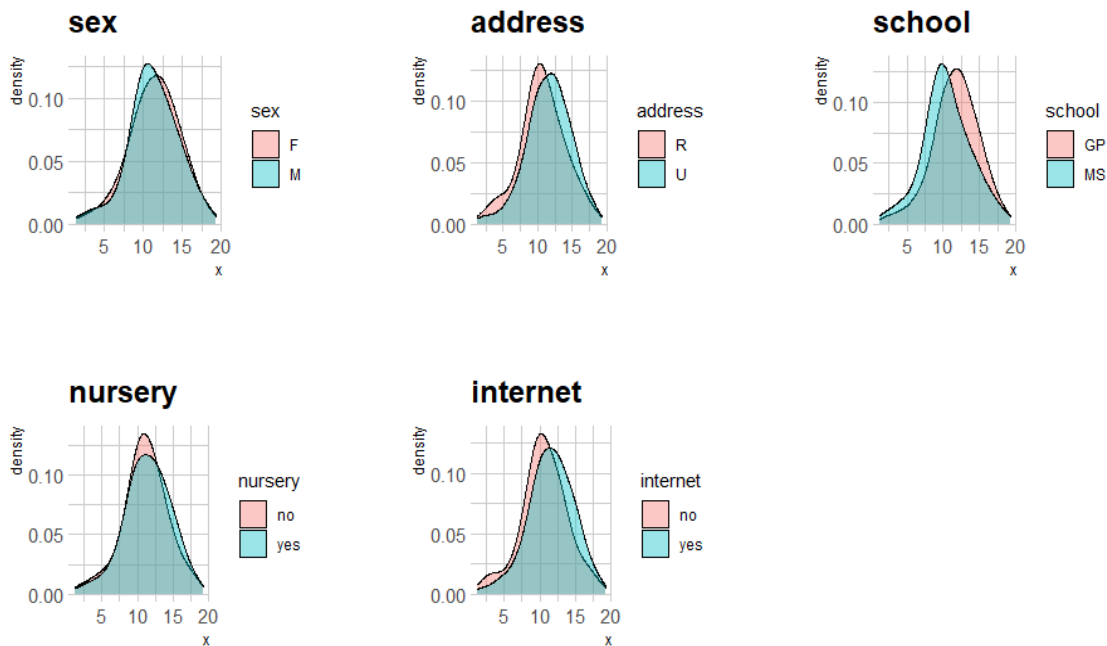 sex
density
0.10
0.05
0.00
5 10 15 20
x
sex
F
M
address
density
0.10
0.05
0.00
5 10 15 20
x
address
R
U
school
density
0.10
0.05
0.00
5 10 15 20
x
school
GP
MS
nursery
density
0.10
0.05
0.00
5 10 15 20
x
nursery
no
yes
internet
density
0.10
0.05
0.00
5 10 15 20
x
internet
no
yes